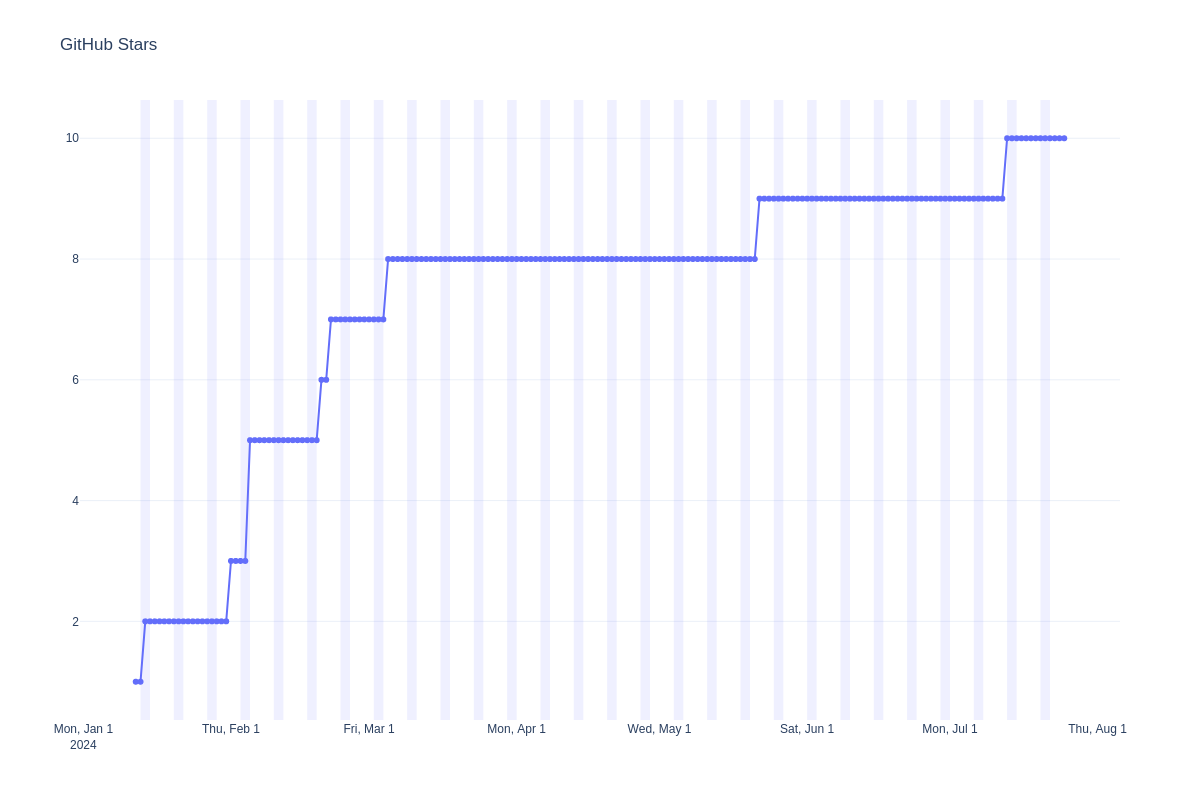 GitHub Stars
10
8
6
4
2
Mon, Jan 1
2024
Thu, Feb 1
Fri, Mar 1
Mon, Apr 1
Wed, May 1
Sat, Jun 1
Mon, Jul 1
Thu, Aug 1